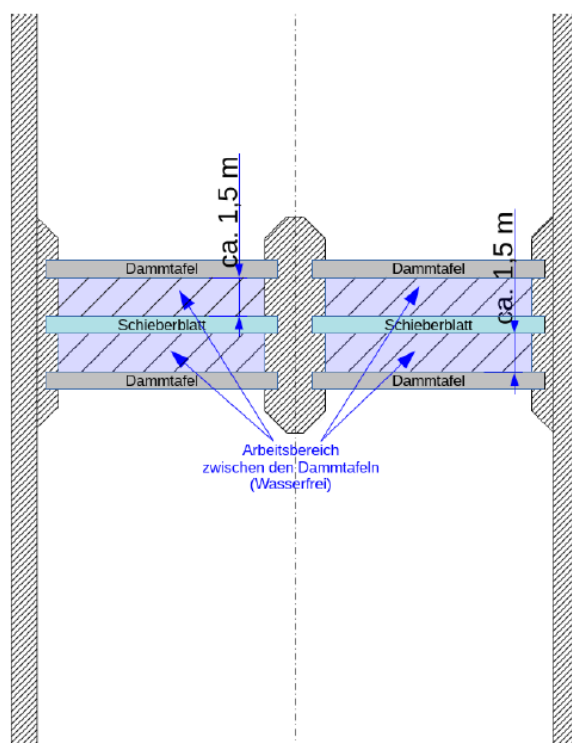 ca. 1,5 m
ca. 1,5 m
Dammtafel
Dammtafel
Schieberblatt
Schieberblatt
Dammtafel
Dammtafel
Arbeitsbereich
zwischen den Dammtafeln
(Wasserfrei)